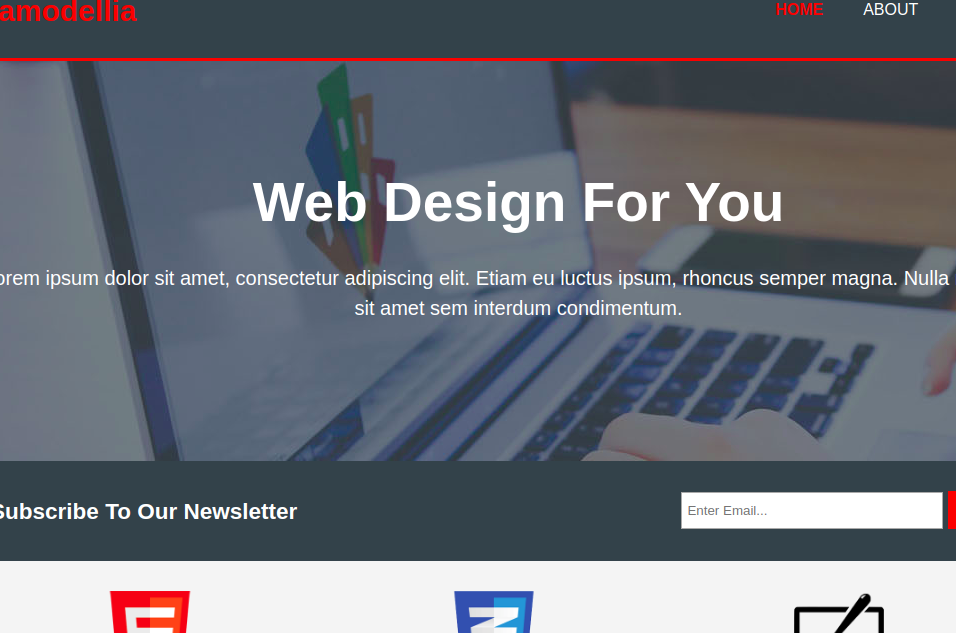 amodellia
HOME ABOUT
Web Design For You
orem ipsum dolor sit amet, consectetur adipiscing elit. Etiam eu luctus ipsum, rhoncus semper magna. Nulla
sit amet sem interdum condimentum.
Subscribe To Our Newsletter
Enter Email...